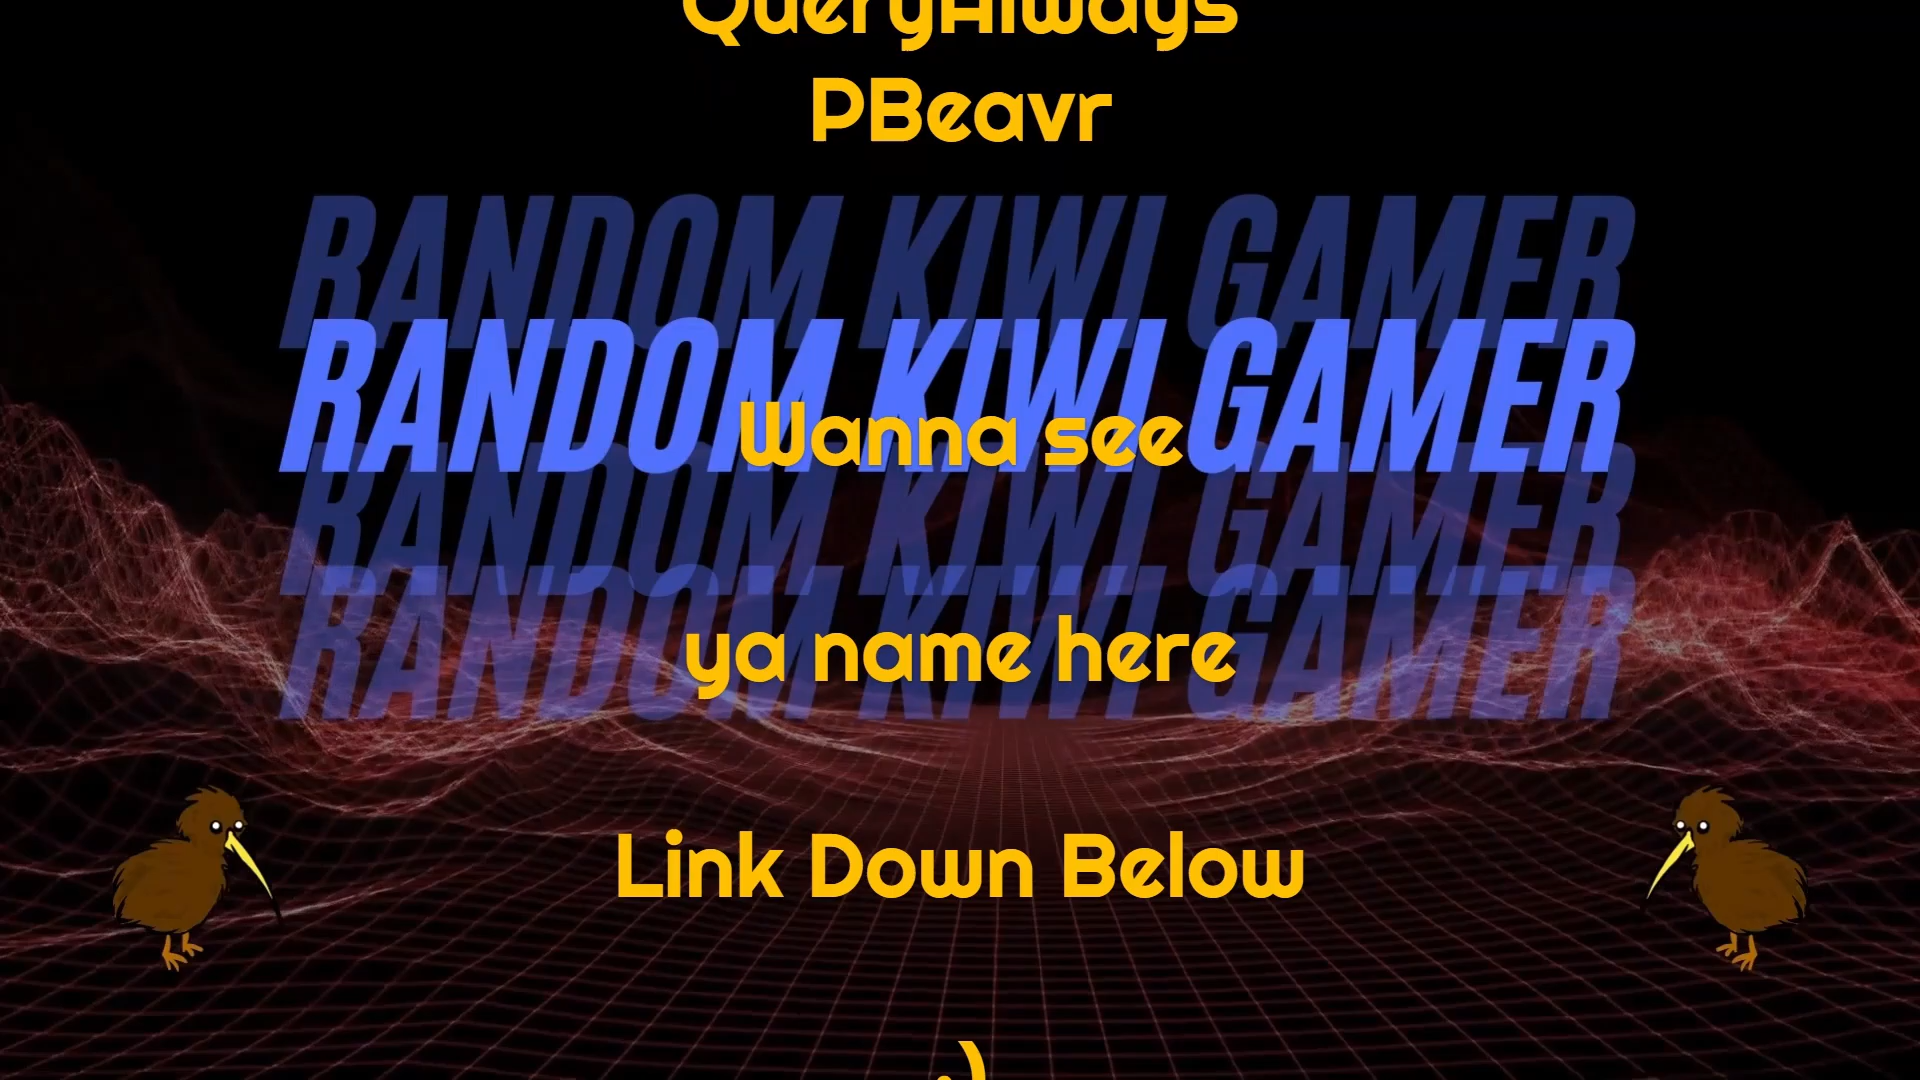 QueryAlways
PBeavr
RANDOM KIWI GAMER
RANDOM KIWI GAMER
Wanna see
RANDOM KIWI GAMER
RANDOM KIWI GAMER
ya name here
Link Down Below
:)